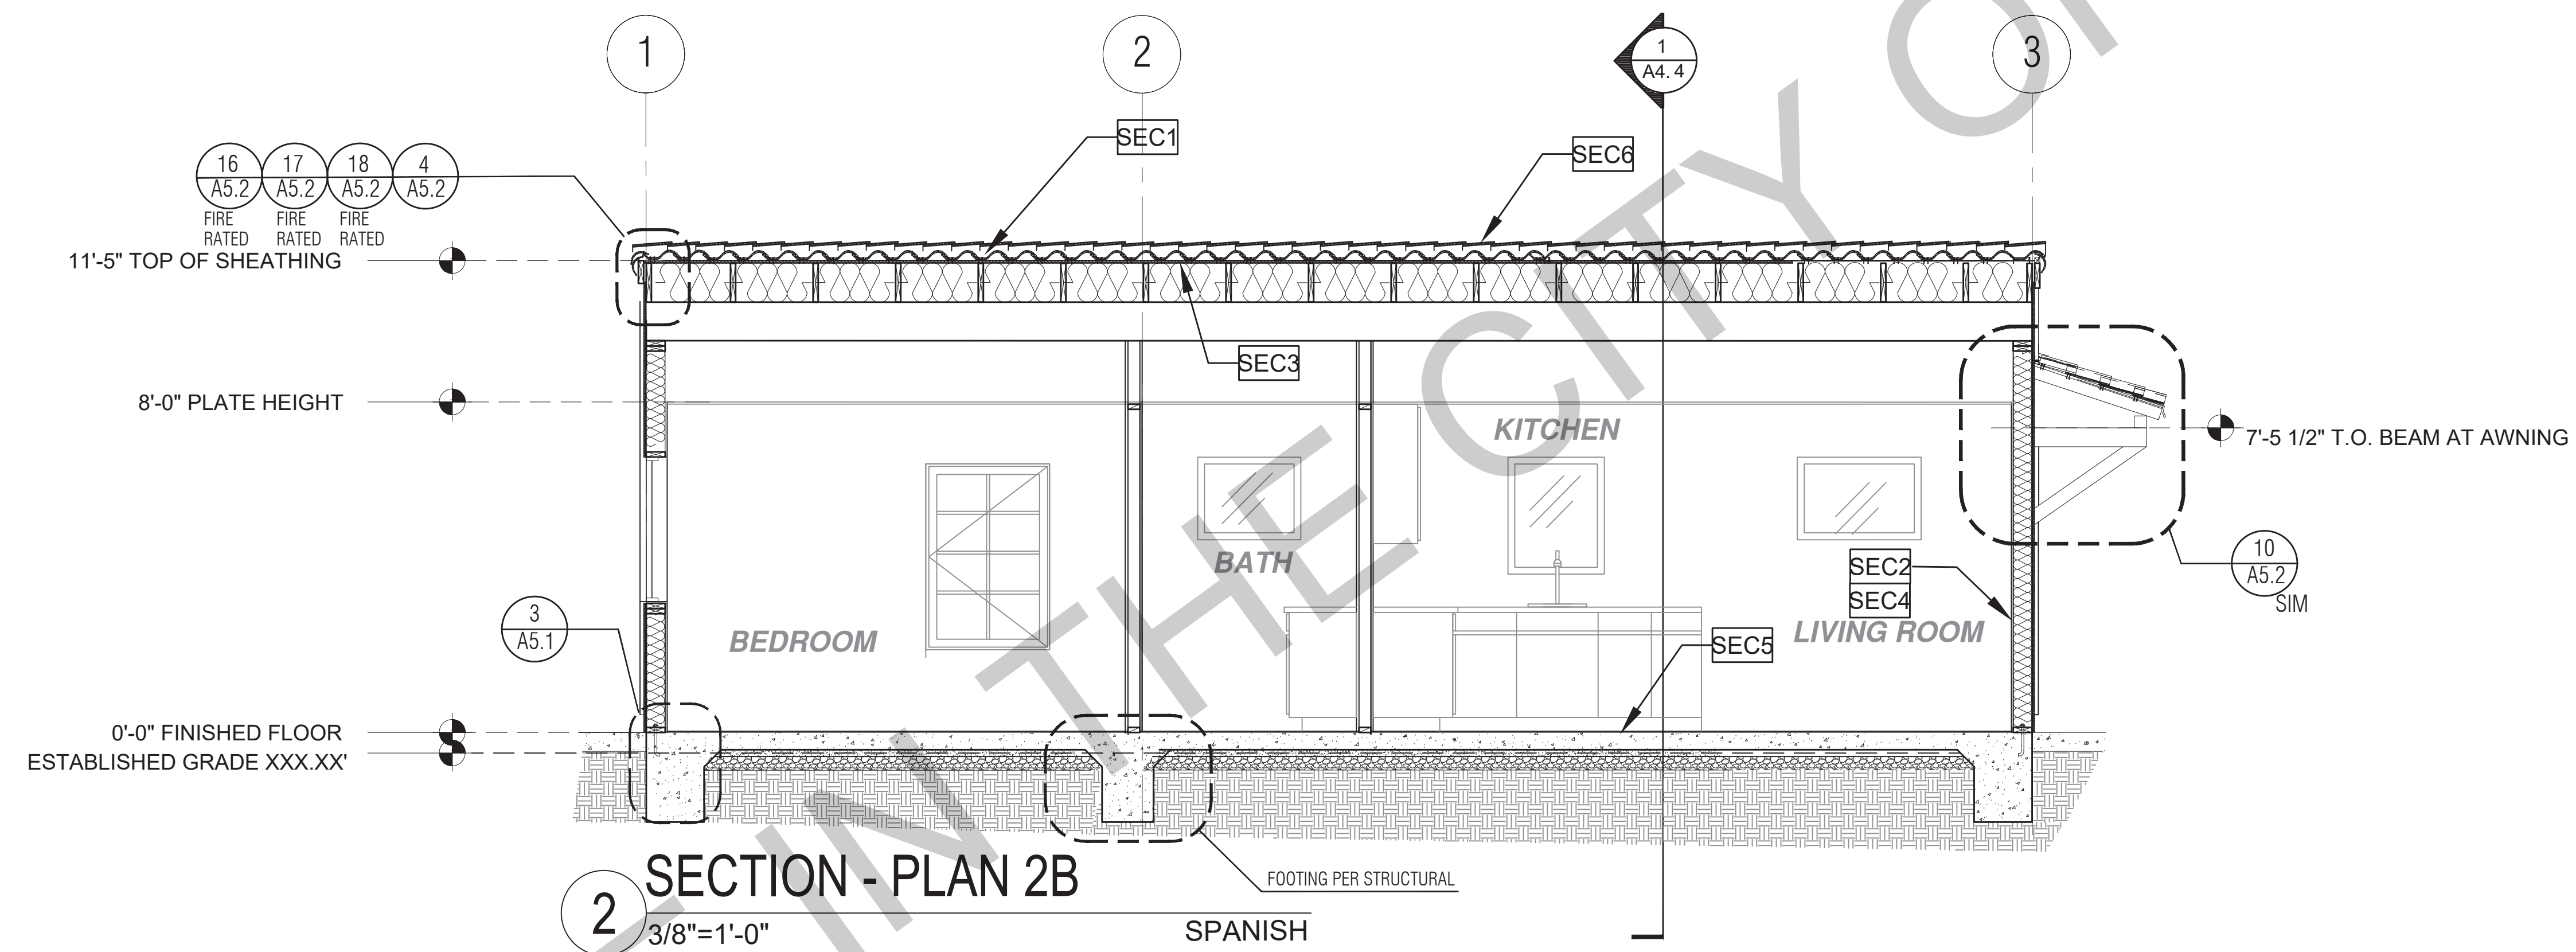 1
2
1
A4.4
3
SEC1
SEC6
16
A5.2
FIRE
RATED
17
A5.2
FIRE
RATED
18
A5.2
FIRE
RATED
4
A5.2
11'-5" TOP OF SHEATHING
SEC3
8'-0" PLATE HEIGHT
KITCHEN
7'-5 1/2" T.O. BEAM AT AWNING
BATH
SEC2
SEC4
10
A5.2
SIM
3
A5.1
BEDROOM
LIVING ROOM
SEC5
0'-0" FINISHED FLOOR
ESTABLISHED GRADE XXX.XX'
FOOTING PER STRUCTURAL
2
SECTION - PLAN 2B
3/8"=1'-0"
SPANISH
IN THE CITY OF